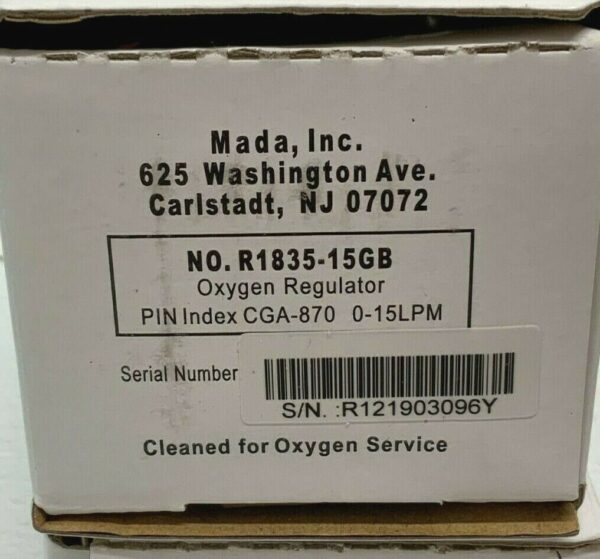 Mada, Inc.
625 Washington Ave.
Carlstadt, NJ 07072
NO. R1835-15GB
Oxygen Regulator
PIN Index CGA-870 0-15LPM
Serial Number
S/N. :R121903096Y
Cleaned for Oxygen Service